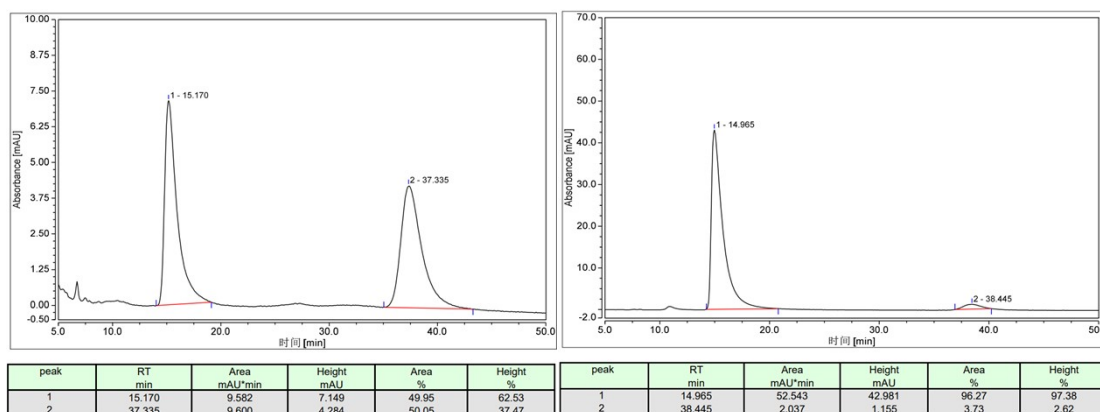 10.00
8.75
7.50
6.25
5.00
3.75
2.50
1.25
0.00
-0.50
Absorbance [mAU]
1 - 15.170
2 - 37.335
5.0 10.0 20.0 30.0 40.0 50.0
时间 [min]
peak RT Area Height Area Height
min mAU*min mAU % %
1 15.170 9.582 7.149 49.95 62.53
2 37.335 9.600 4.284 50.05 37.47
70.0
60.0
50.0
40.0
30.0
20.0
10.0
-2.0
Absorbance [mAU]
1 - 14.965
2 - 38.445
5.0 10.0 20.0 30.0 40.0 50
时间 [min]
peak RT Area Height Area Height
min mAU*min mAU % %
1 14.965 52.543 42.981 96.27 97.38
2 38.445 2.037 1.155 3.73 2.62